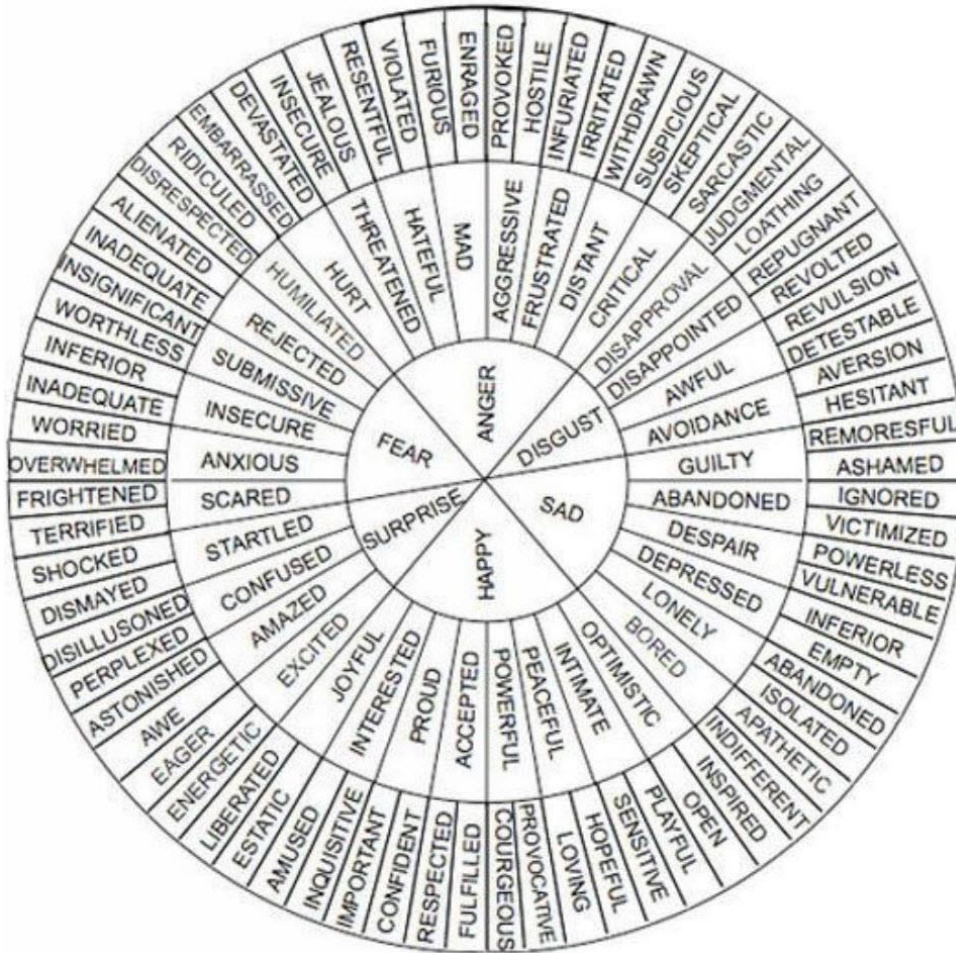 ANGER
DISGUST
SAD
HAPPY
SURPRISE
FEAR
MAD
AGGRESSIVE
FRUSTRATED
DISTANT
CRITICAL
DISAPPROVAL
DISAPPOINTED
AWFUL
AVOIDANCE
GUILTY
ABANDONED
DESPAIR
DEPRESSED
LONELY
BORED
OPTIMISTIC
INTIMATE
PEACEFUL
POWERFUL
ACCEPTED
PROUD
INTERESTED
JOYFUL
EXCITED
AMAZED
CONFUSED
STARTLED
SCARED
ANXIOUS
INSECURE
SUBMISSIVE
REJECTED
HUMILIATED
HURT
THREATENED
HATEFUL
ENRAGED
PROVOKED
HOSTILE
INFURIATED
IRRITATED
WITHDRAWN
SUSPICIOUS
SKEPTICAL
SARCASTIC
JUDGMENTAL
LOATHING
REPUGNANT
REVOLTED
REVULSION
DETESTABLE
AVERSION
HESITANT
REMORESFUL
ASHAMED
IGNORED
VICTIMIZED
POWERLESS
VULNERABLE
INFERIOR
EMPTY
ABANDONED
ISOLATED
APATHETIC
INDIFFERENT
INSPIRED
OPEN
PLAYFUL
SENSITIVE
HOPEFUL
LOVING
PROVOCATIVE
COURGEOUS
FULFILLED
RESPECTED
CONFIDENT
IMPORTANT
INQUISITIVE
AMUSED
ESTATIC
LIBERATED
ENERGETIC
EAGER
AWE
ASTONISHED
PERPLEXED
DISILLUSONED
DISMAYED
SHOCKED
TERRIFIED
FRIGHTENED
OVERWHELMED
WORRIED
INADEQUATE
INFERIOR
WORTHLESS
INSIGNIFICANT
INADEQUATE
ALIENATED
DISRESPECTED
RIDICULED
EMBARRASSED
DEVASTATED
INSECURE
JEALOUS
RESENTFUL
VIOLATED
FURIOUS